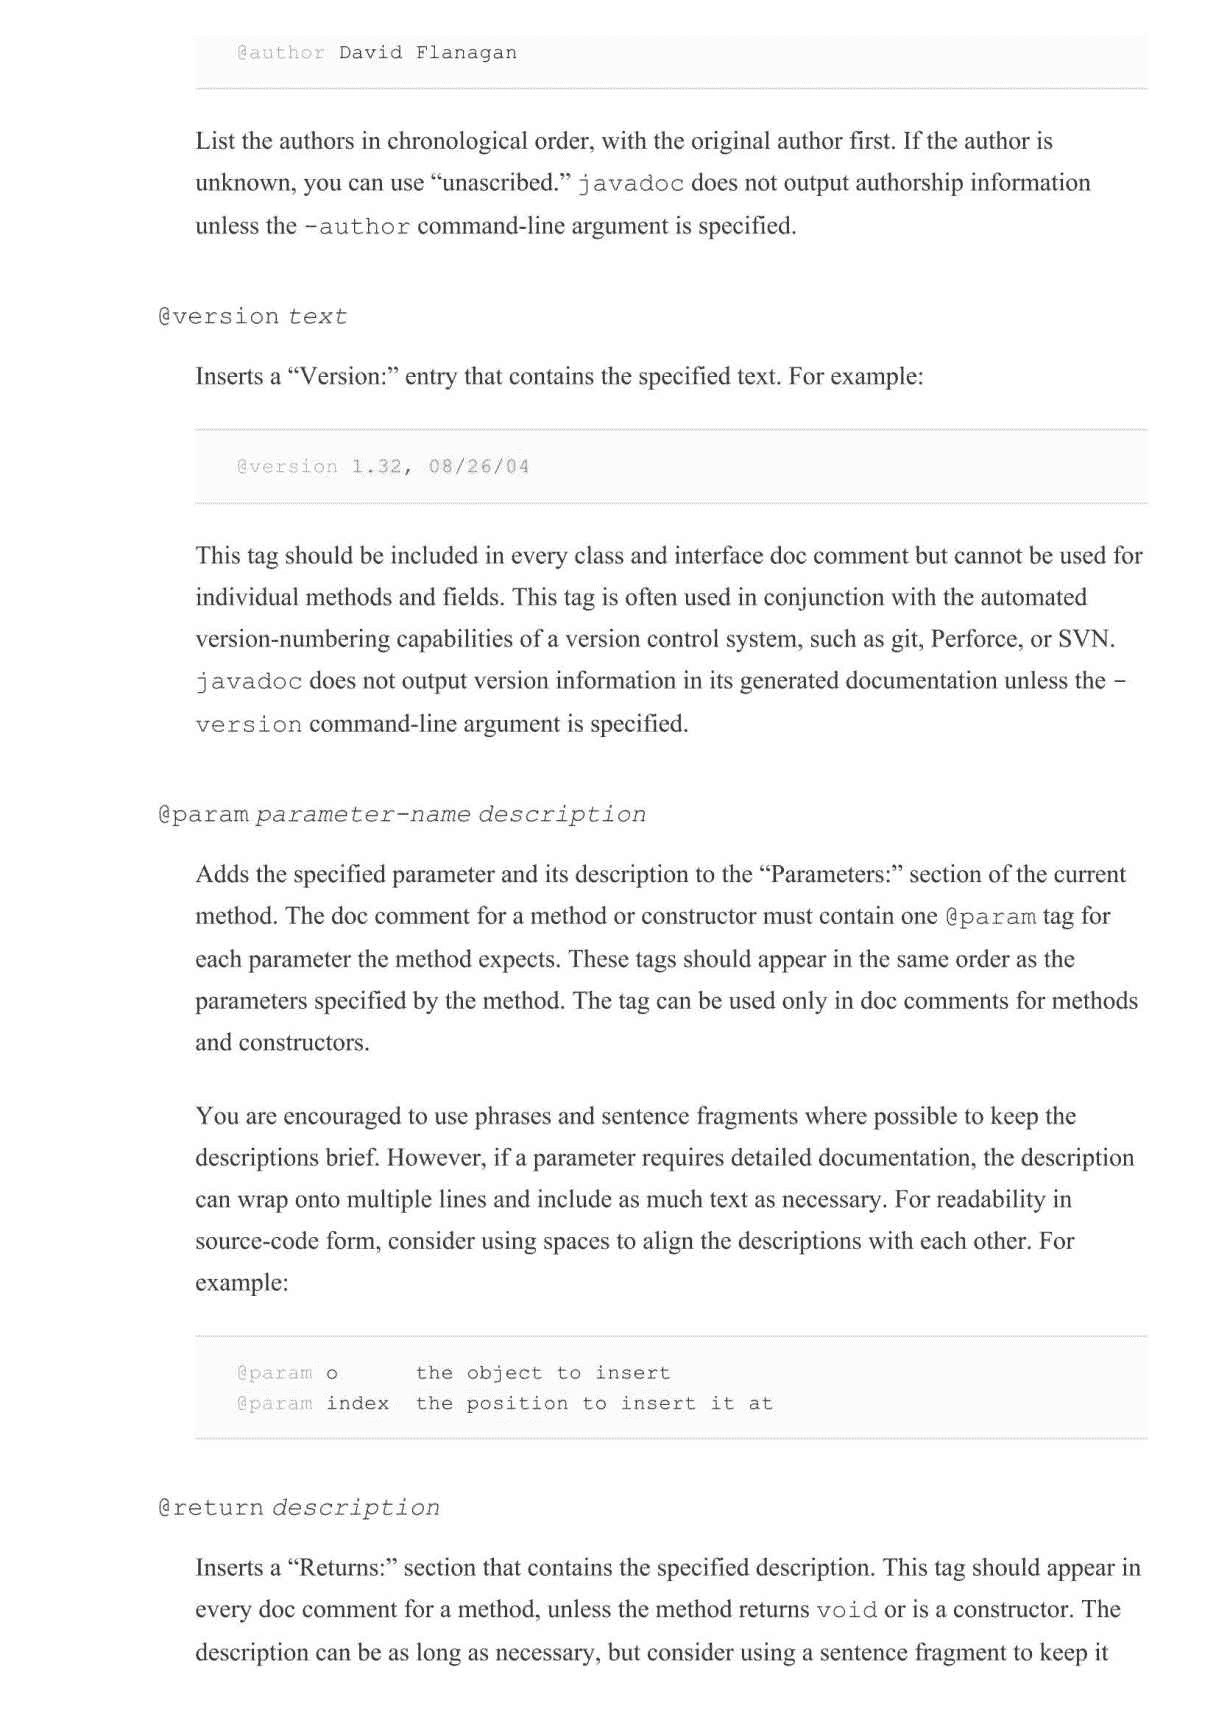 @author David Flanagan
List the authors in chronological order, with the original author first. If the author is
unknown, you can use “unascribed.” javadoc does not output authorship information
unless the -author command-line argument is specified.
@version text
Inserts a “Version:” entry that contains the specified text. For example:
@version 1.32, 08/26/04
This tag should be included in every class and interface doc comment but cannot be used for
individual methods and fields. This tag is often used in conjunction with the automated
version-numbering capabilities of a version control system, such as git, Perforce, or SVN.
javadoc does not output version information in its generated documentation unless the -
version command-line argument is specified.
@param parameter-name description
Adds the specified parameter and its description to the “Parameters:” section of the current
method. The doc comment for a method or constructor must contain one @param tag for
each parameter the method expects. These tags should appear in the same order as the
parameters specified by the method. The tag can be used only in doc comments for methods
and constructors.
You are encouraged to use phrases and sentence fragments where possible to keep the
descriptions brief. However, if a parameter requires detailed documentation, the description
can wrap onto multiple lines and include as much text as necessary. For readability in
source-code form, consider using spaces to align the descriptions with each other. For
example:
@param o      the object to insert
@param index  the position to insert it at
@return description
Inserts a “Returns:” section that contains the specified description. This tag should appear in
every doc comment for a method, unless the method returns void or is a constructor. The
description can be as long as necessary, but consider using a sentence fragment to keep it